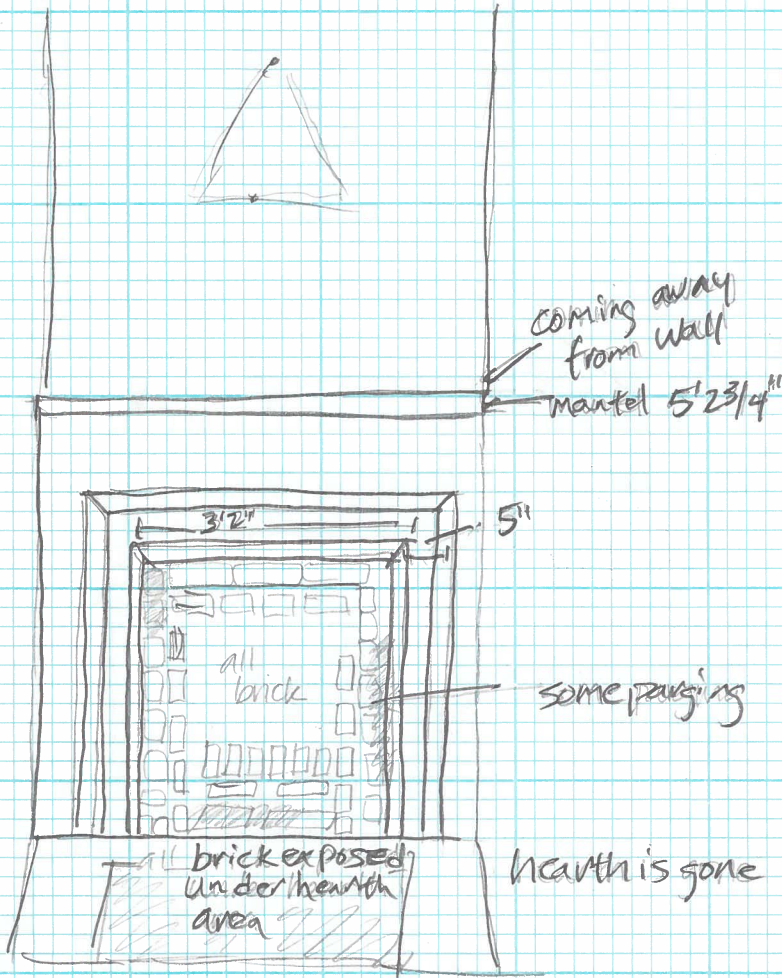 coming away
from wall
mantel 5'2 3/4"
3'2"
5"
all
brick
some parging
all brick exposed
under hearth
area
hearth is gone